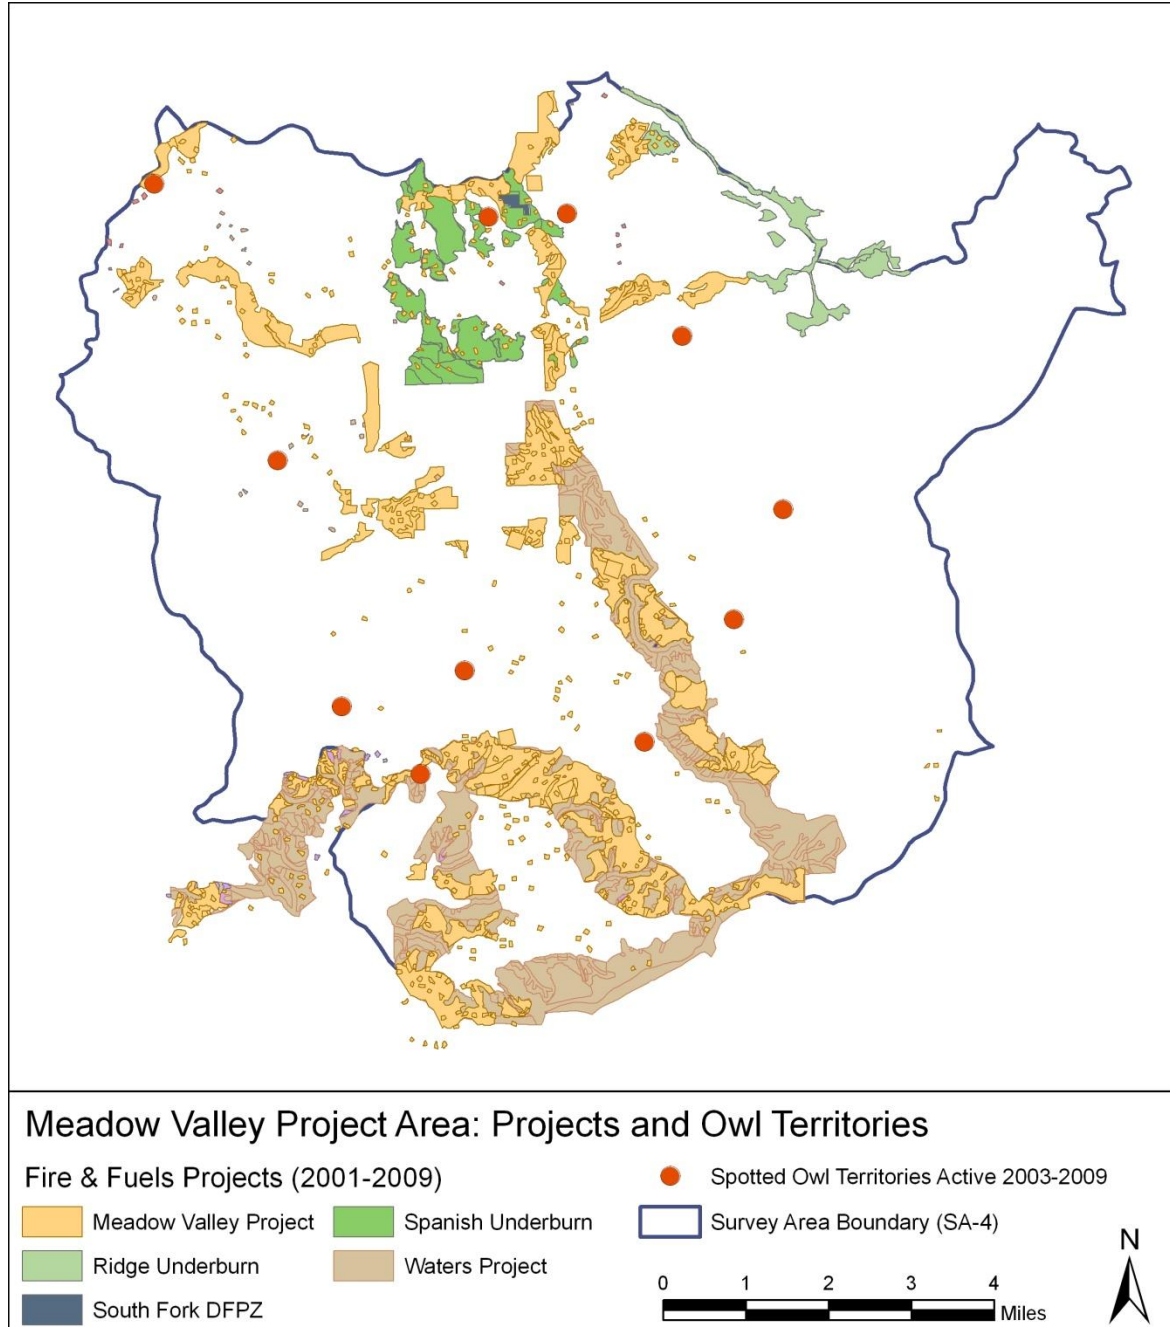 Meadow Valley Project Area: Projects and Owl Territories
Fire & Fuels Projects (2001-2009)
Meadow Valley Project
Spanish Underburn
Ridge Underburn
Waters Project
South Fork DFPZ
Spotted Owl Territories Active 2003-2009
Survey Area Boundary (SA-4)
0 1 2 3 4
Miles
N